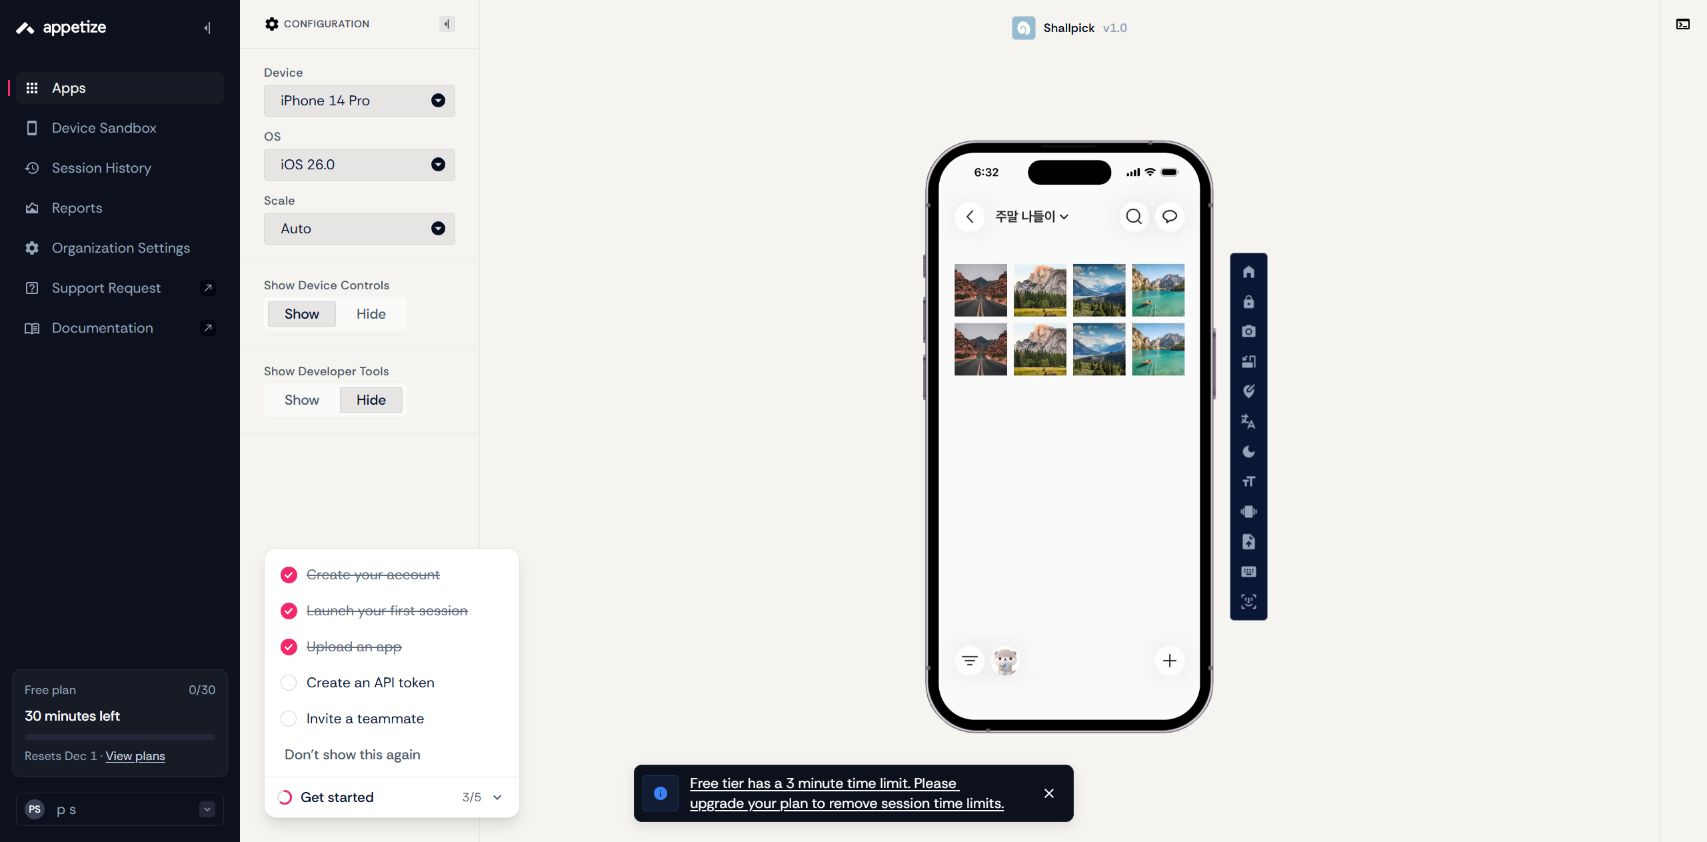 appetize
Apps
Device Sandbox
Session History
Reports
Organization Settings
Support Request
Documentation
Free plan 0/30
30 minutes left
Resets Dec 1 · View plans
PS p s
CONFIGURATION
Device
iPhone 14 Pro
OS
iOS 26.0
Scale
Auto
Show Device Controls
Show Hide
Show Developer Tools
Show Hide
Create your account
Launch your first session
Upload an app
Create an API token
Invite a teammate
Don't show this again
Get started 3/5
Shallpick v1.0
6:32
주말 나들이
Free tier has a 3 minute time limit. Please
upgrade your plan to remove session time limits.